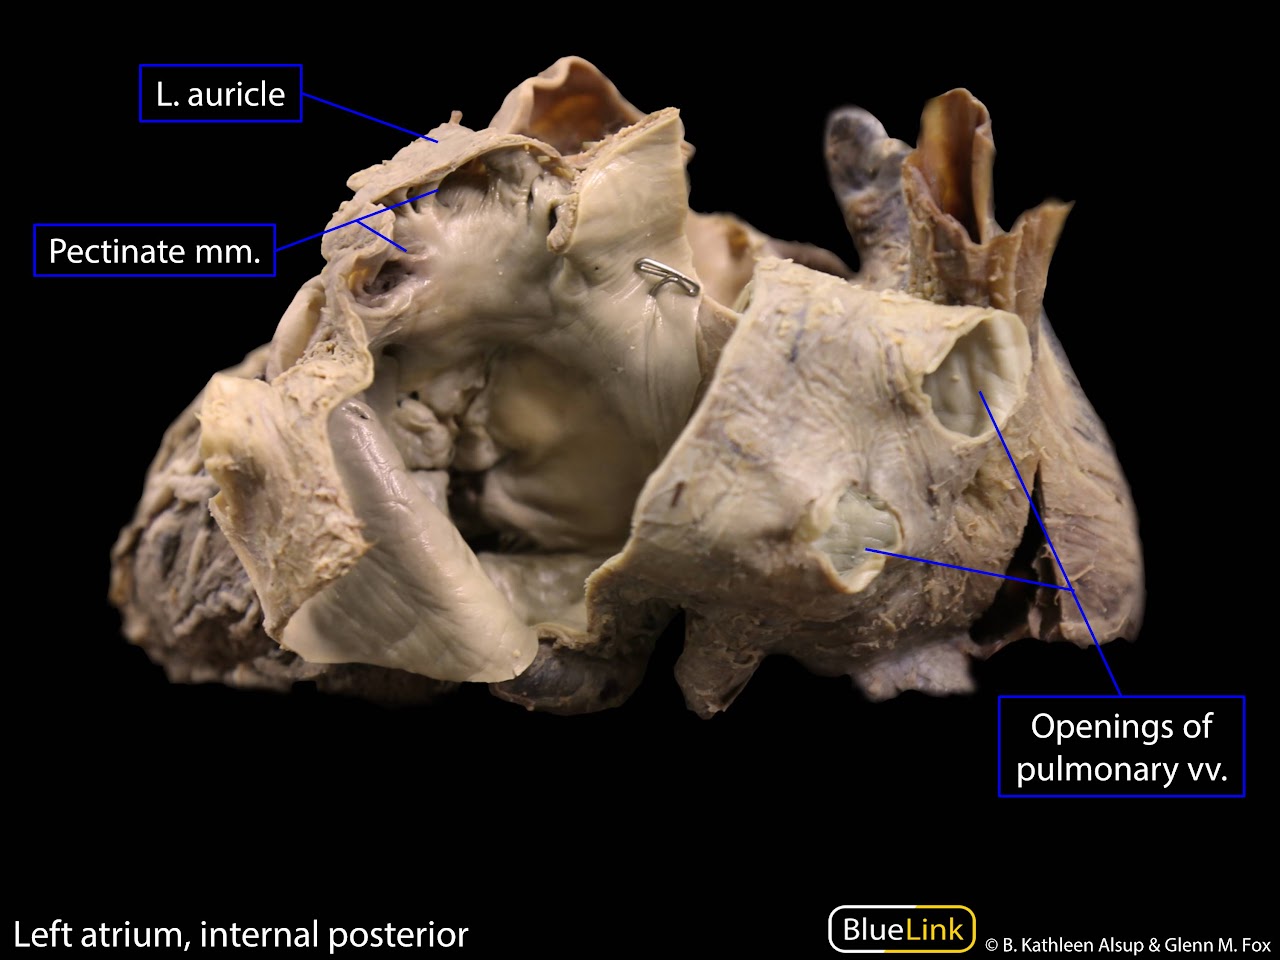 L. auricle
Pectinate mm.
Openings of
pulmonary vv.
Left atrium, internal posterior
BlueLink
© B. Kathleen Alsup & Glenn M. Fox